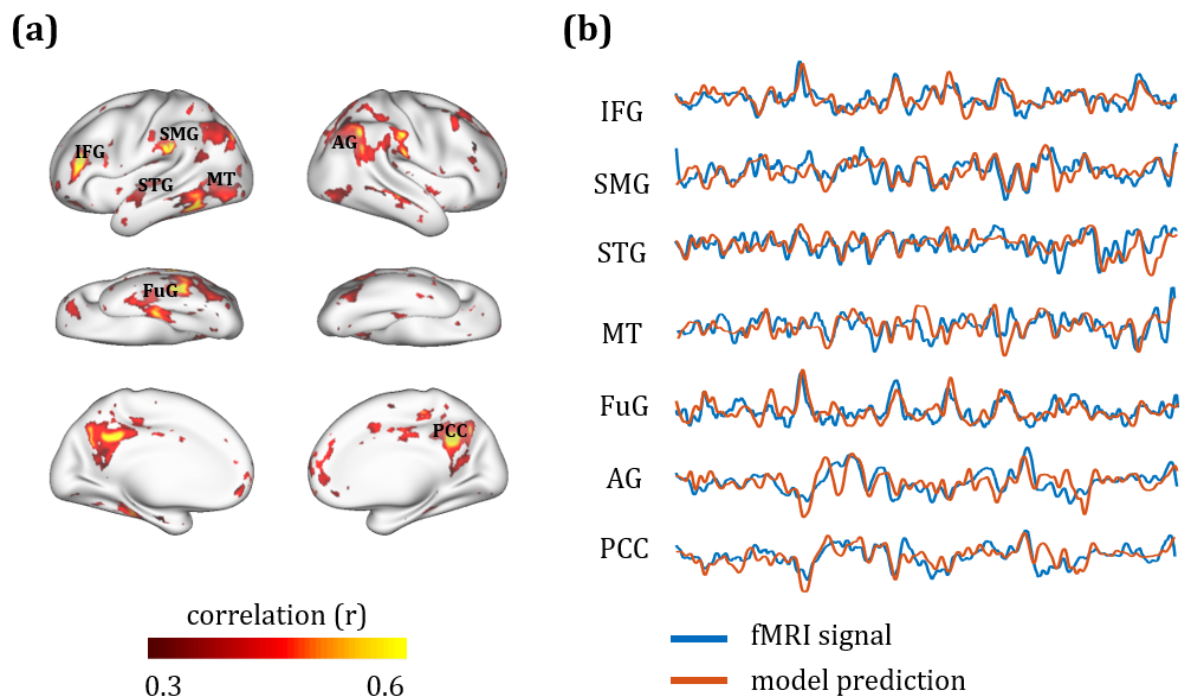 (a)
IFG
SMG
STG
MT
AG
FuG
PCC
correlation (r)
0.3 0.6
(b)
IFG
SMG
STG
MT
FuG
AG
PCC
fMRI signal
model prediction